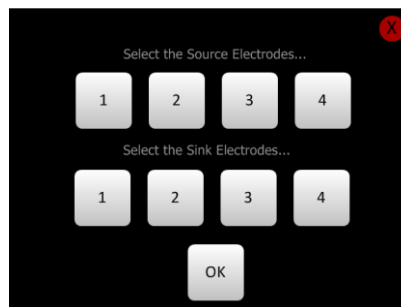 X
Select the Source Electrodes...
1 2 3 4
Select the Sink Electrodes...
1 2 3 4
OK